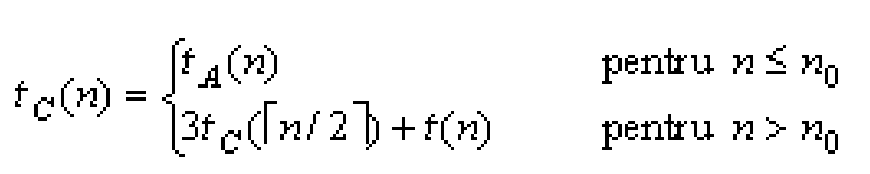 t_C(n) = { t_A(n) pentru n ≤ n_0
3t_C(⌈n/2⌉) + t(n) pentru n > n_0